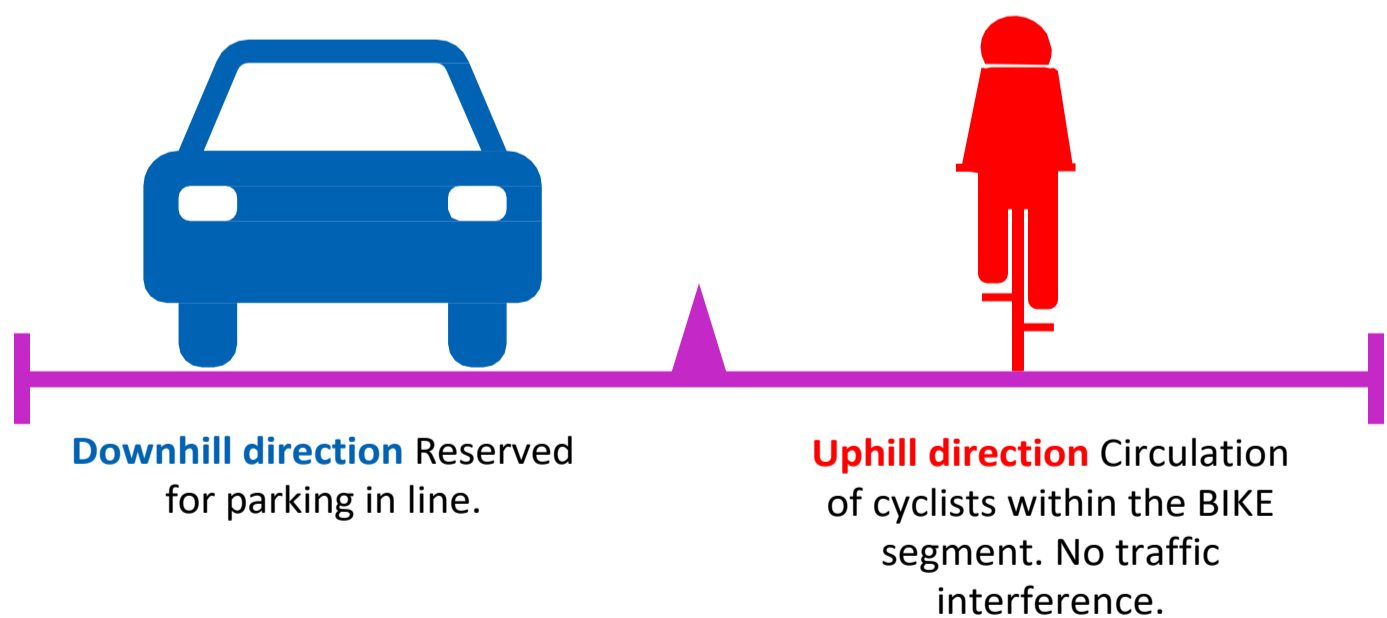 Downhill direction Reserved
for parking in line.
Uphill direction Circulation
of cyclists within the BIKE
segment. No traffic
interference.